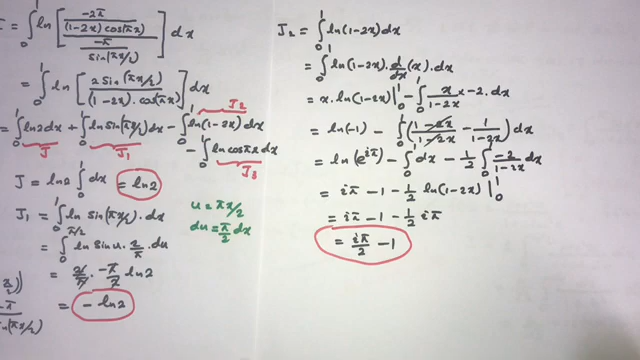 I = ∫₀¹ ln [ (-2π / (1-2x) cos(πx)) / (-π / sin(πx/2)) ] dx
= ∫₀¹ ln [ 2 sin(πx/2) / (1-2x). cos(πx) ] dx
= ∫₀¹ ln2 dx + ∫₀¹ ln sin(πx/2) dx - ∫₀¹ ln(1-2x) dx
J J₁ J₂
- ∫₀¹ ln cos πx dx
J₃
J = ln2 ∫₀¹ dx = ln2
J₁ = ∫₀¹ ln sin(πx/2). dx
u = πx/2
du = π/2 dx
= ∫₀^(π/2) ln sin u. 2/π. du
= 2/π . -π/2 ln2
= - ln2
J₂ = ∫₀¹ ln(1-2x) dx
= ∫₀¹ ln(1-2x). d/dx (x). dx
= x. ln(1-2x) |₀¹ - ∫₀¹ x/(1-2x) x -2. dx
= ln(-1) - ∫₀¹ ( (1-2x)/(1-2x) - 1/(1-2x) ) dx
= ln(e^(iπ)) - ∫₀¹ dx - 1/2 ∫₀¹ -2/(1-2x) dx
= iπ - 1 - 1/2 ln(1-2x) |₀¹
= iπ - 1 - 1/2 iπ
= iπ/2 - 1